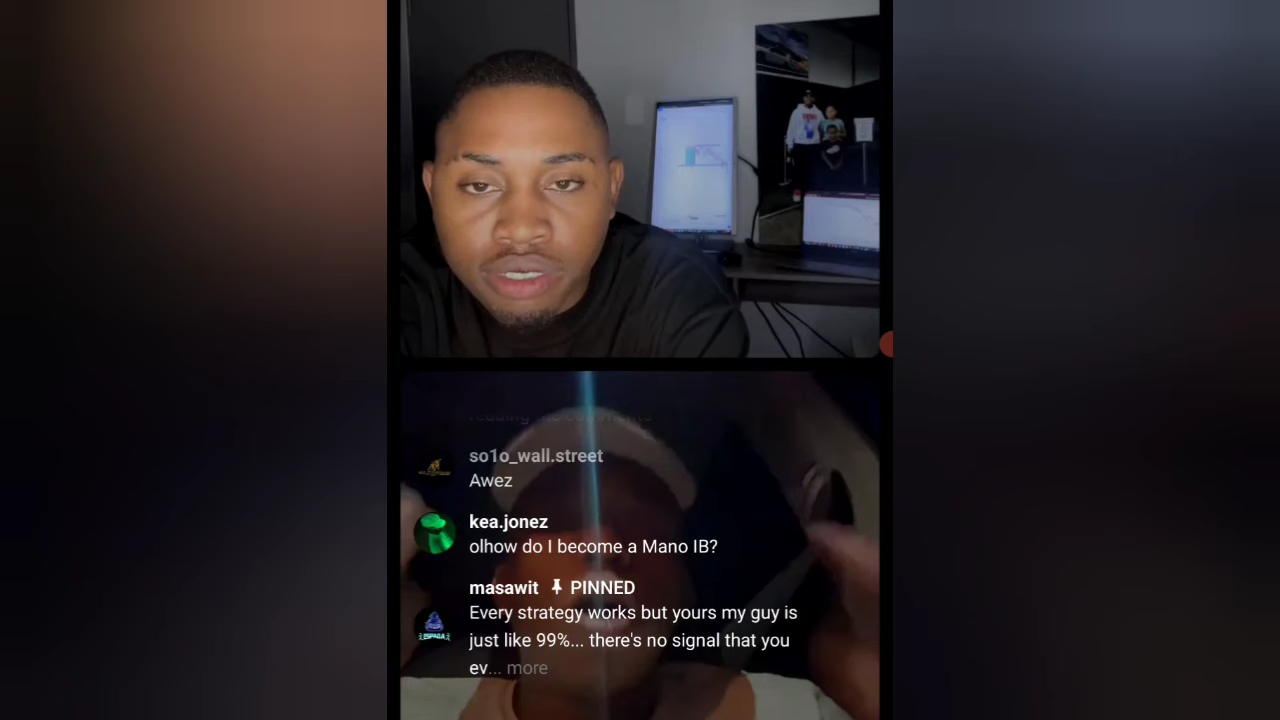 so1o_wall.street
Awez
kea.jonez
olhow do I become a Mano IB?
masawit PINNED
Every strategy works but yours my guy is
just like 99%... there's no signal that you
ev... more